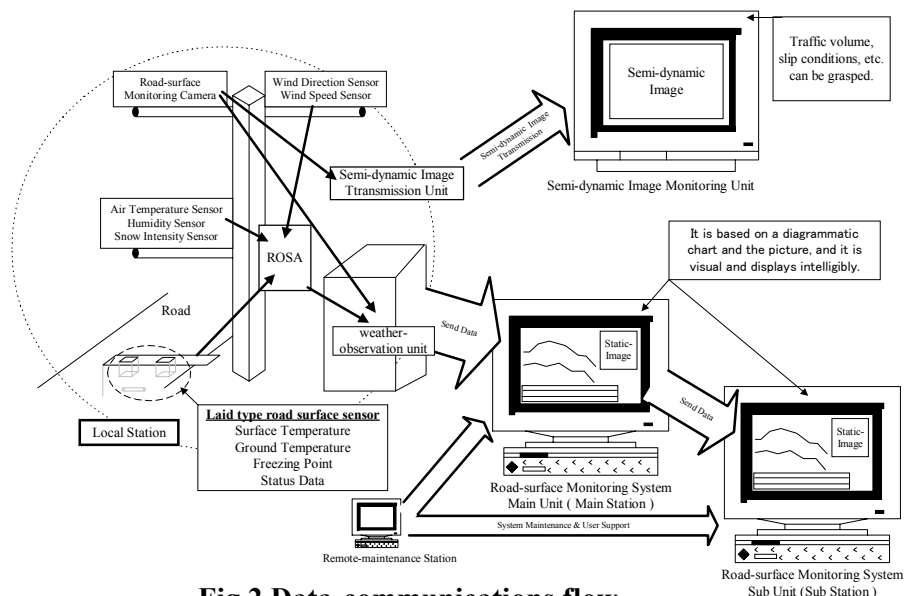 Road-surface
Monitoring Camera
Wind Direction Sensor
Wind Speed Sensor
Semi-dynamic
Image
Traffic volume,
slip conditions, etc.
can be grasped.
Semi-dynamic Image
Ttransmission
Semi-dynamic Image
Ttransmission Unit
Semi-dynamic Image Monitoring Unit
Air Temperature Sensor
Humidity Sensor
Snow Intensity Sensor
ROSA
It is based on a diagrammatic
chart and the picture, and it is
visual and displays intelligibly.
Road
weather-
observation unit
Send Data
Static-
Image
Send Data
Static-
Image
Local Station
Laid type road surface sensor
Surface Temperature
Ground Temperature
Freezing Point
Status Data
Road-surface Monitoring System
Main Unit ( Main Station )
System Maintenance & User Support
Remote-maintenance Station
Road-surface Monitoring System
Sub Unit (Sub Station )
Fig.2 Data-communications flow